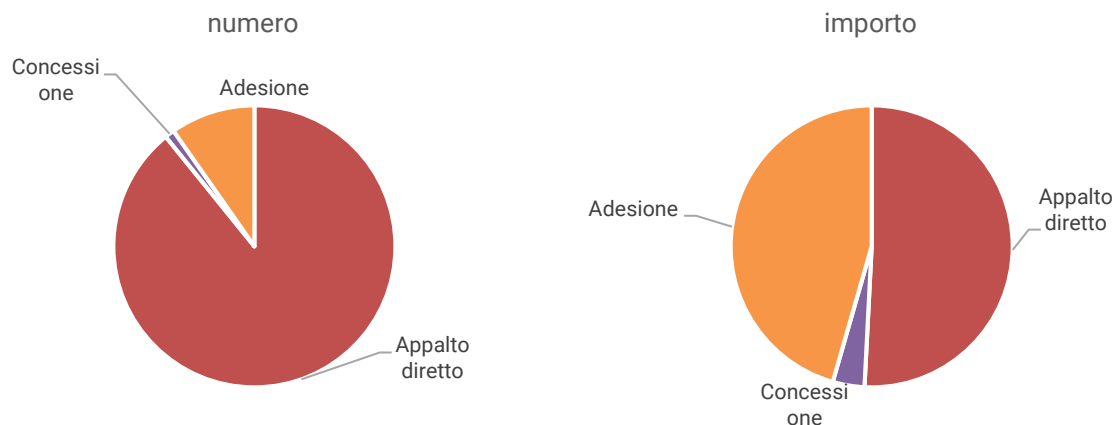 numero
Concessi
one
Adesione
Appalto
diretto
importo
Adesione
Appalto
diretto
Concessi
one